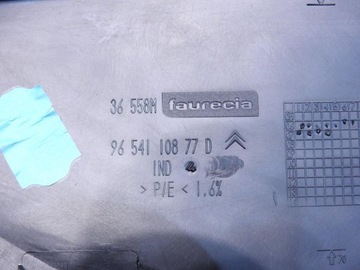 36 558M faurecia
96 541 108 77 D
IND
> P/E < 1.6%